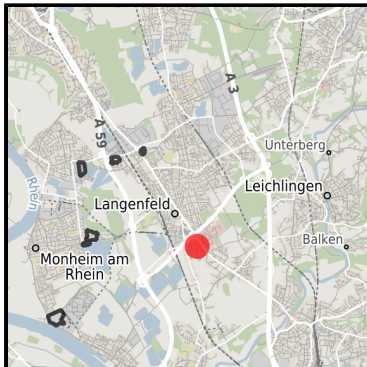 A 3
A 59
Unterberg
Leichlingen
Rhein
Langenfeld
Balken
Monheim am
Rhein